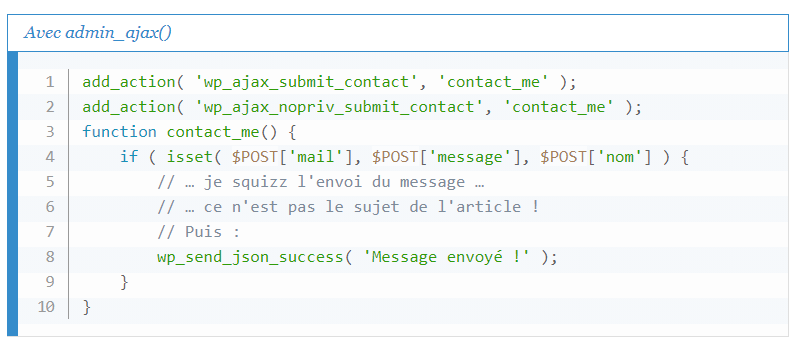 Avec admin_ajax()
1 add_action( 'wp_ajax_submit_contact', 'contact_me' );
2 add_action( 'wp_ajax_nopriv_submit_contact', 'contact_me' );
3 function contact_me() {
4 if ( isset( $POST['mail'], $POST['message'], $POST['nom'] ) {
5 // … je squizz l'envoi du message …
6 // … ce n'est pas le sujet de l'article !
7 // Puis :
8 wp_send_json_success( 'Message envoyé !' );
9 }
10 }